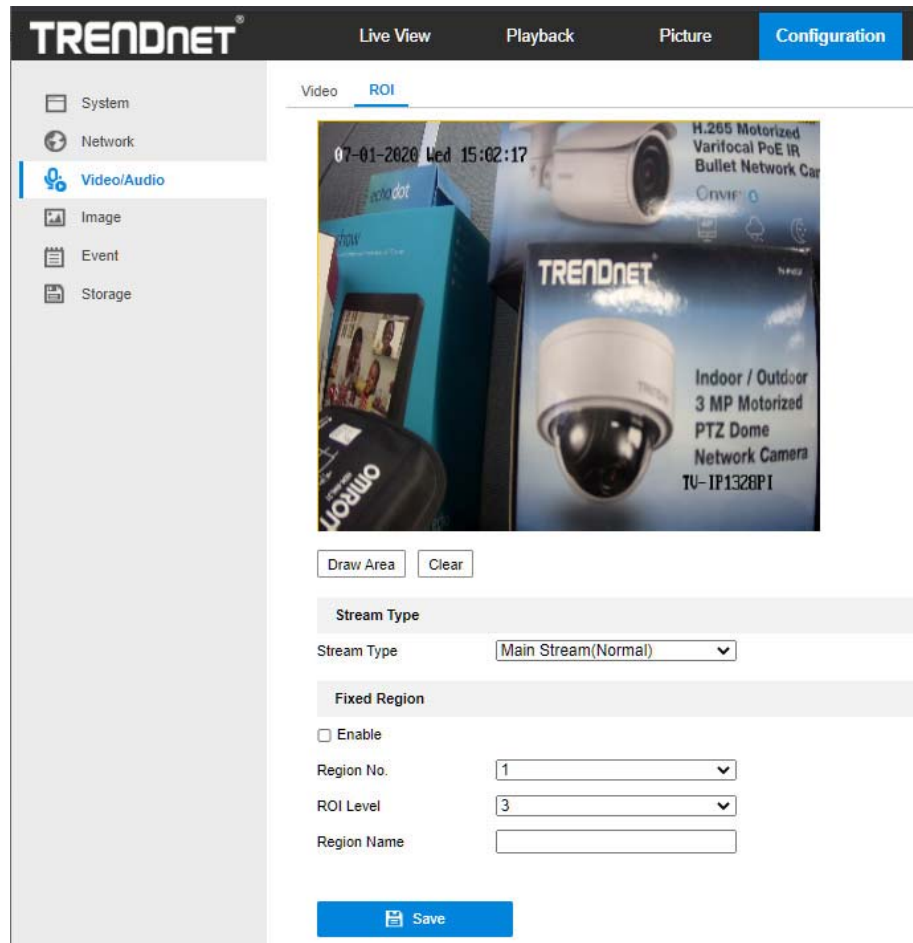 TRENDnet®
Live View Playback Picture Configuration
System
Network
Video/Audio
Image
Event
Storage
Video ROI
07-01-2020 Wed 15:02:17
H.265 Motorized
Varifocal PoE IR
Bullet Network Car
echo dot
show
TRENDnet
Indoor / Outdoor
3 MP Motorized
PTZ Dome
Network Camera
TV-IP1328PI
OMRON
Draw Area Clear
Stream Type
Stream Type Main Stream(Normal)
Fixed Region
Enable
Region No. 1
ROI Level 3
Region Name
Save